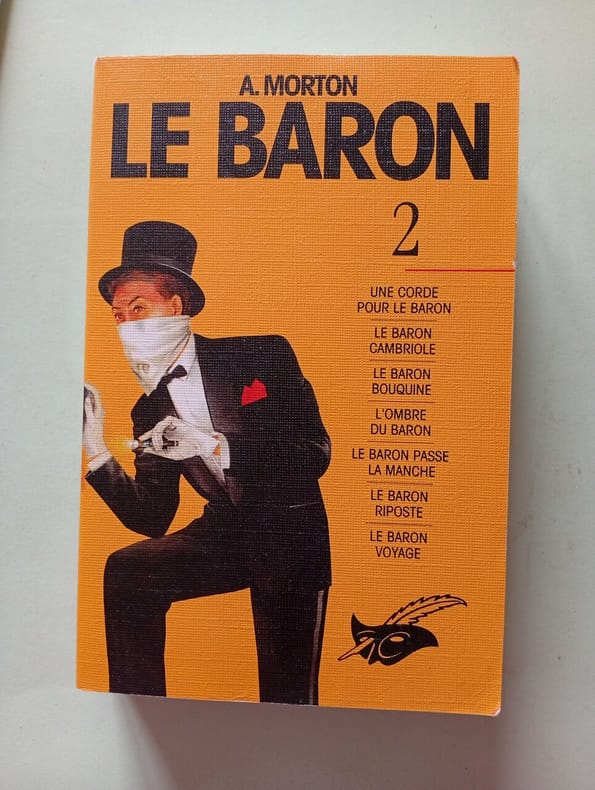 A. MORTON
LE BARON
2
UNE CORDE
POUR LE BARON
LE BARON
CAMBRIOLE
LE BARON
BOUQUINE
L'OMBRE
DU BARON
LE BARON PASSE
LA MANCHE
LE BARON
RIPOSTE
LE BARON
VOYAGE